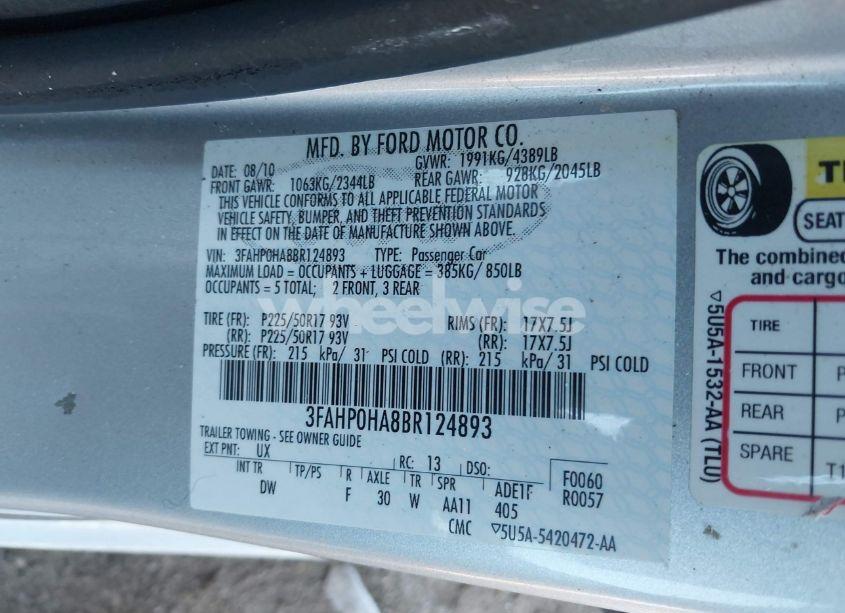 MFD. BY FORD MOTOR CO.
DATE: 08/10 GVWR: 1991KG/4389LB
FRONT GAWR: 1063KG/2344LB REAR GAWR: 928KG/2045LB
THIS VEHICLE CONFORMS TO ALL APPLICABLE FEDERAL MOTOR
VEHICLE SAFETY, BUMPER, AND THEFT PREVENTION STANDARDS
IN EFFECT ON THE DATE OF MANUFACTURE SHOWN ABOVE.
VIN: 3FAHP0HA8BR124893 TYPE: Passenger Car
MAXIMUM LOAD = OCCUPANTS + LUGGAGE = 385KG/ 850LB
OCCUPANTS = 5 TOTAL; 2 FRONT, 3 REAR
wheelwise
TIRE (FR): P225/50R17 93V RIMS (FR): 17X7.5J
(RR): P225/50R17 93V (RR): 17X7.5J
PRESSURE (FR): 215 kPa/ 31 PSI COLD (RR): 215 kPa/ 31 PSI COLD
3FAHP0HA8BR124893
TRAILER TOWING - SEE OWNER GUIDE
EXT PNT: UX RC: 13 DSO:
INT TR TP/PS R AXLE TR SPR ADE1F F0060
DW F 30 W AA11 405 R0057
CMC ▽5U5A-5420472-AA
SEAT
The combined
and cargo
TIRE
FRONT P
REAR P
SPARE T1
▽5U5A-1532-AA (TLU)